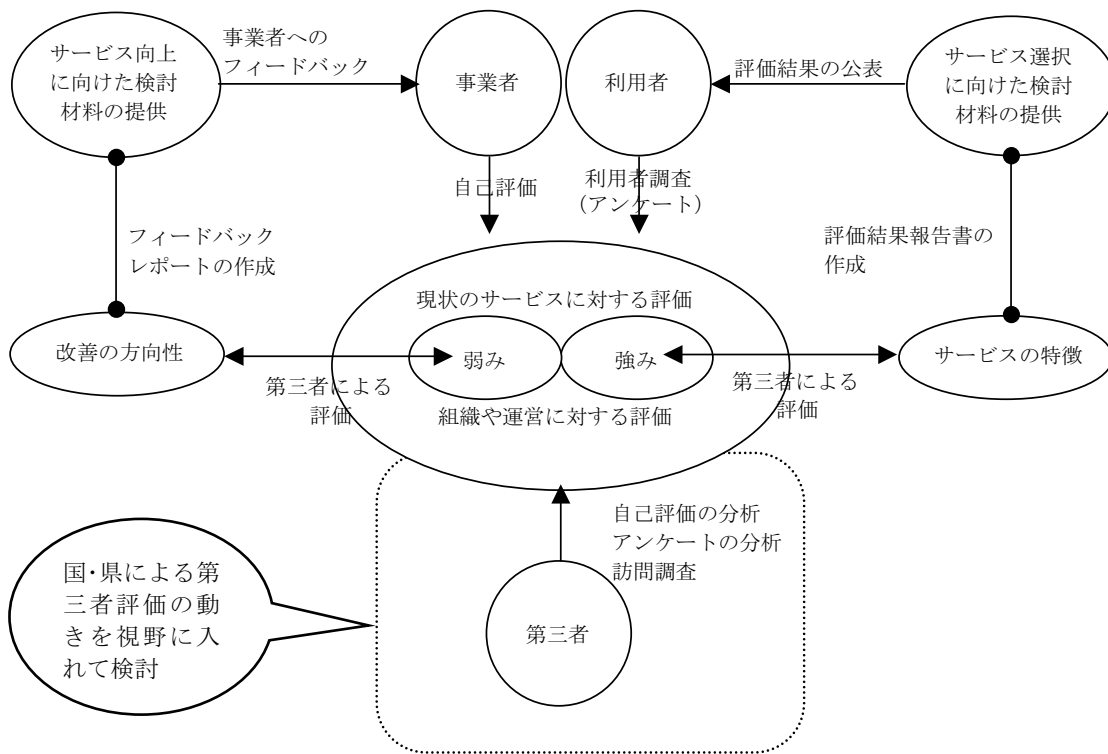 サービス向上
に向けた検討
材料の提供
事業者への
フィードバック
事業者
利用者
評価結果の公表
サービス選択
に向けた検討
材料の提供
自己評価
利用者調査
（アンケート）
フィードバック
レポートの作成
評価結果報告書の
作成
現状のサービスに対する評価
改善の方向性
弱み
強み
サービスの特徴
第三者による
評価
第三者による
評価
組織や運営に対する評価
自己評価の分析
アンケートの分析
訪問調査
国・県による第
三者評価の動
きを視野に入
れて検討
第三者